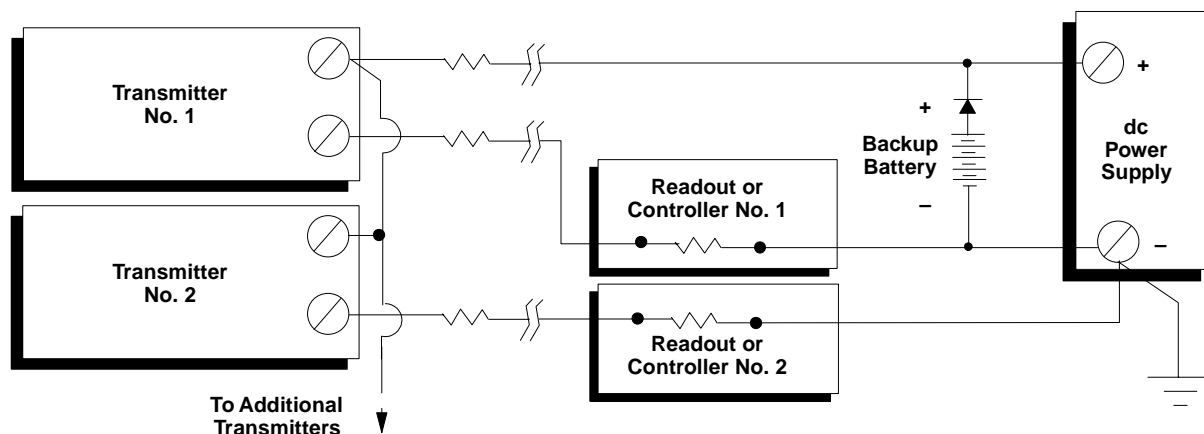 Transmitter
No. 1
+
+
Backup
Battery
–
dc
Power
Supply
–
Readout or
Controller No. 1
Transmitter
No. 2
Readout or
Controller No. 2
To Additional
Transmitters